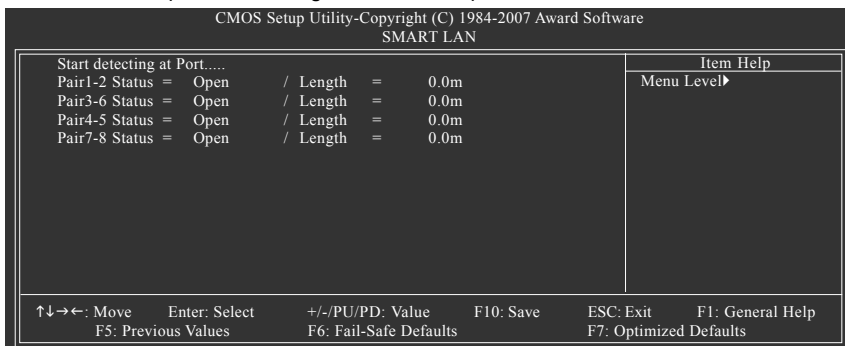 CMOS Setup Utility-Copyright (C) 1984-2007 Award Software
SMART LAN
Start detecting at Port.....
Pair1-2 Status = Open / Length = 0.0m
Pair3-6 Status = Open / Length = 0.0m
Pair4-5 Status = Open / Length = 0.0m
Pair7-8 Status = Open / Length = 0.0m
Item Help
Menu Level▶
↑↓→←: Move Enter: Select +/-/PU/PD: Value F10: Save ESC: Exit F1: General Help
F5: Previous Values F6: Fail-Safe Defaults F7: Optimized Defaults